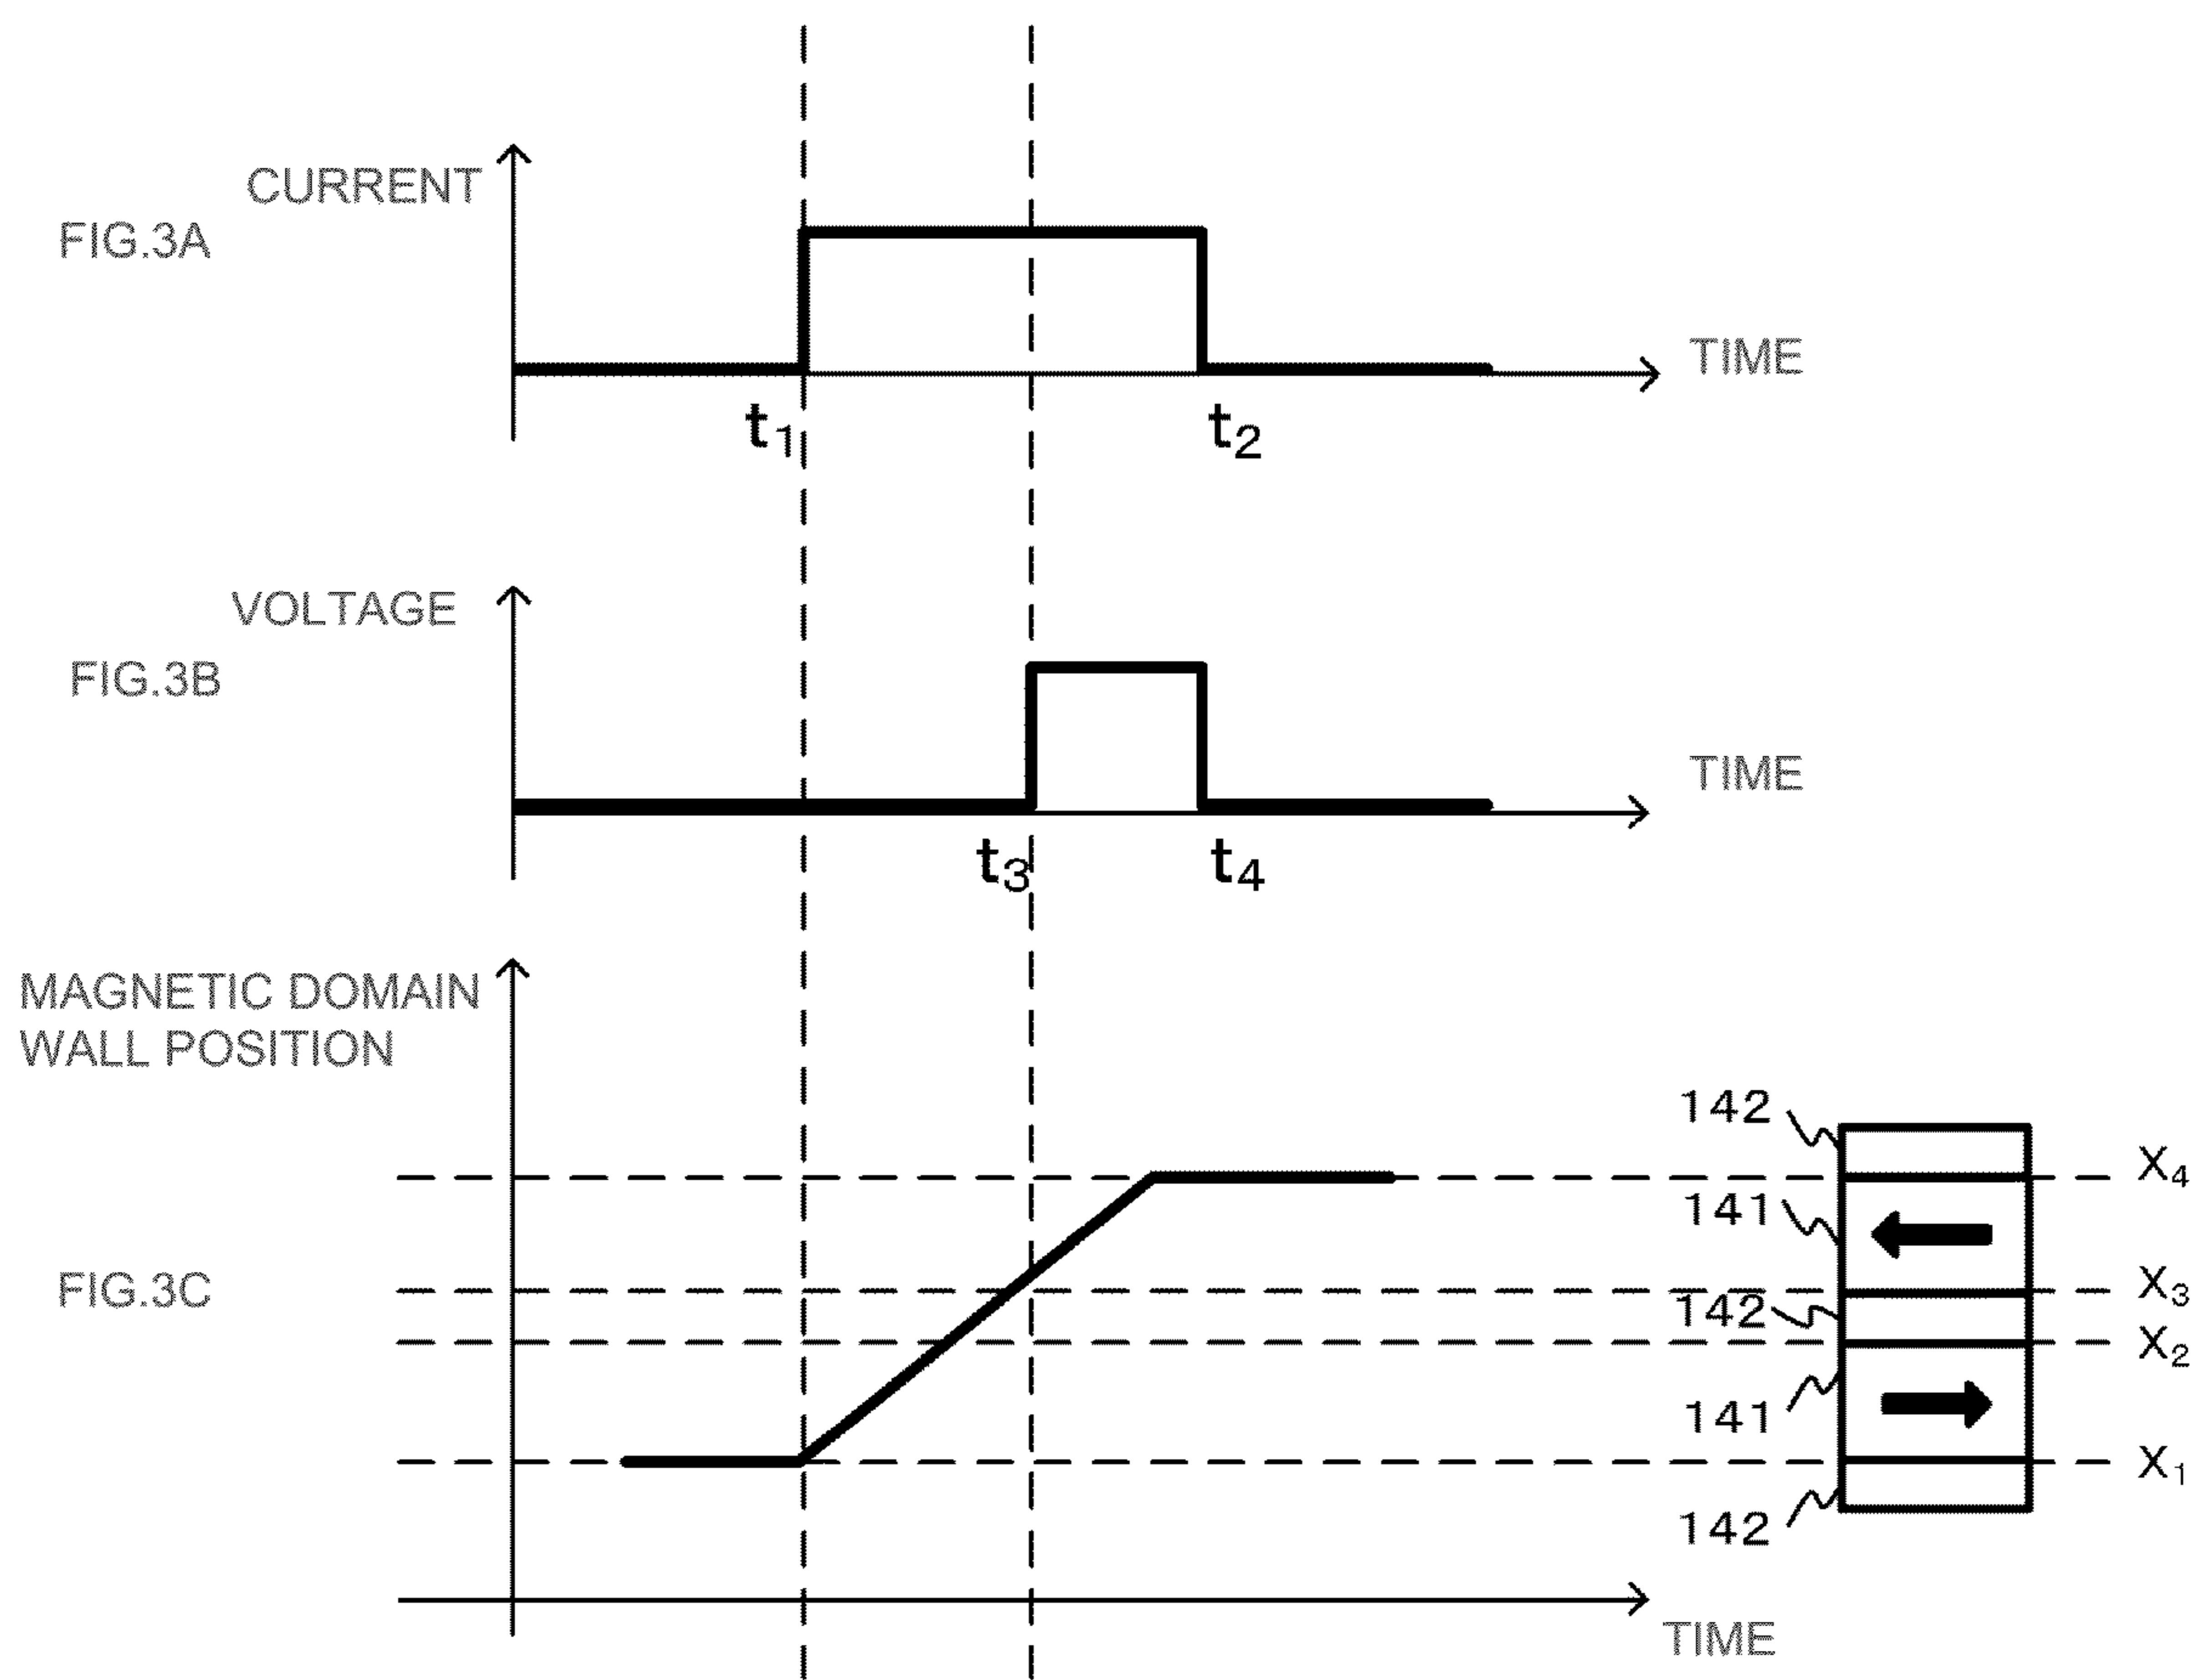 CURRENT
FIG.3A
TIME
t1
t2
VOLTAGE
FIG.3B
TIME
t3
t4
MAGNETIC DOMAIN
WALL POSITION
142
X4
141
FIG.3C
X3
142
X2
141
X1
142
TIME